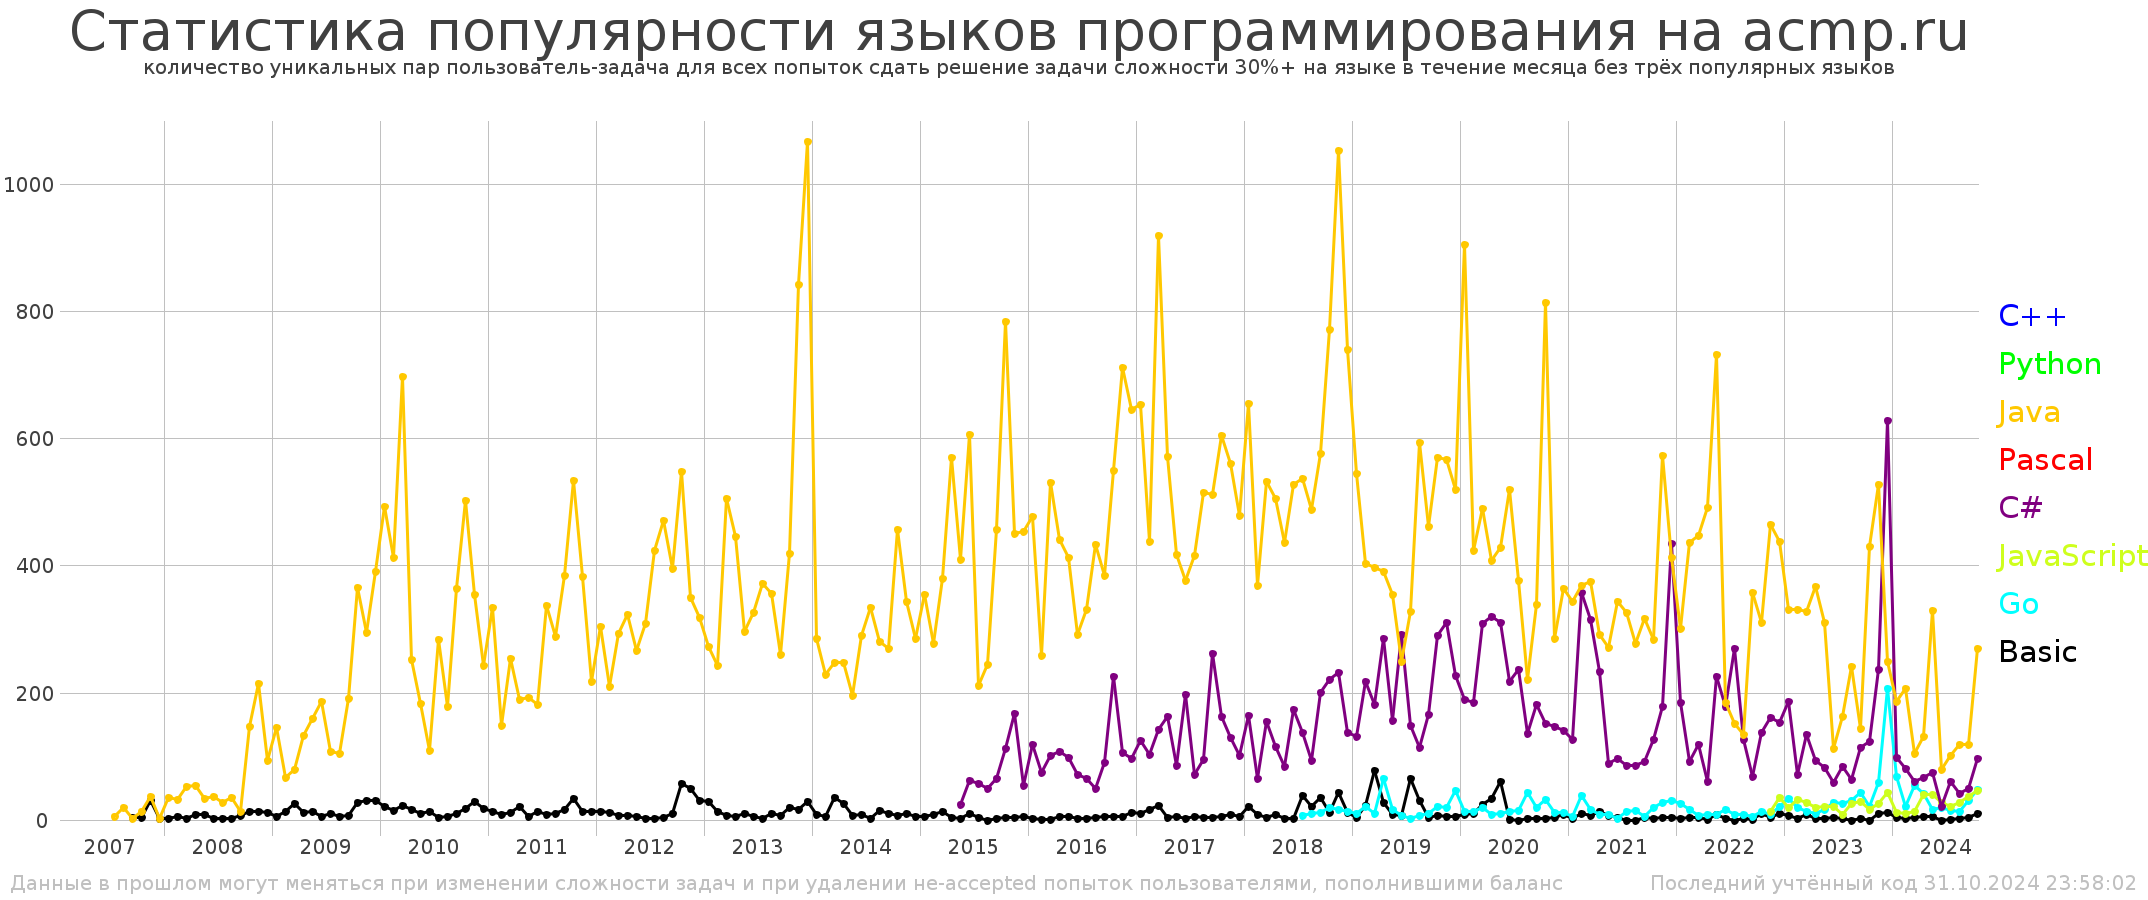 Статистика популярности языков программирования на acmp.ru
количество уникальных пар пользователь-задача для всех попыток сдать решение задачи сложности 30%+ на языке в течение месяца без трёх популярных языков
1000
800
600
400
200
0
C++
Python
Java
Pascal
C#
JavaScript
Go
Basic
2007 2008 2009 2010 2011 2012 2013 2014 2015 2016 2017 2018 2019 2020 2021 2022 2023 2024
Данные в прошлом могут меняться при изменении сложности задач и при удалении не-accepted попыток пользователями, пополнившими баланс
Последний учтённый код 31.10.2024 23:58:02